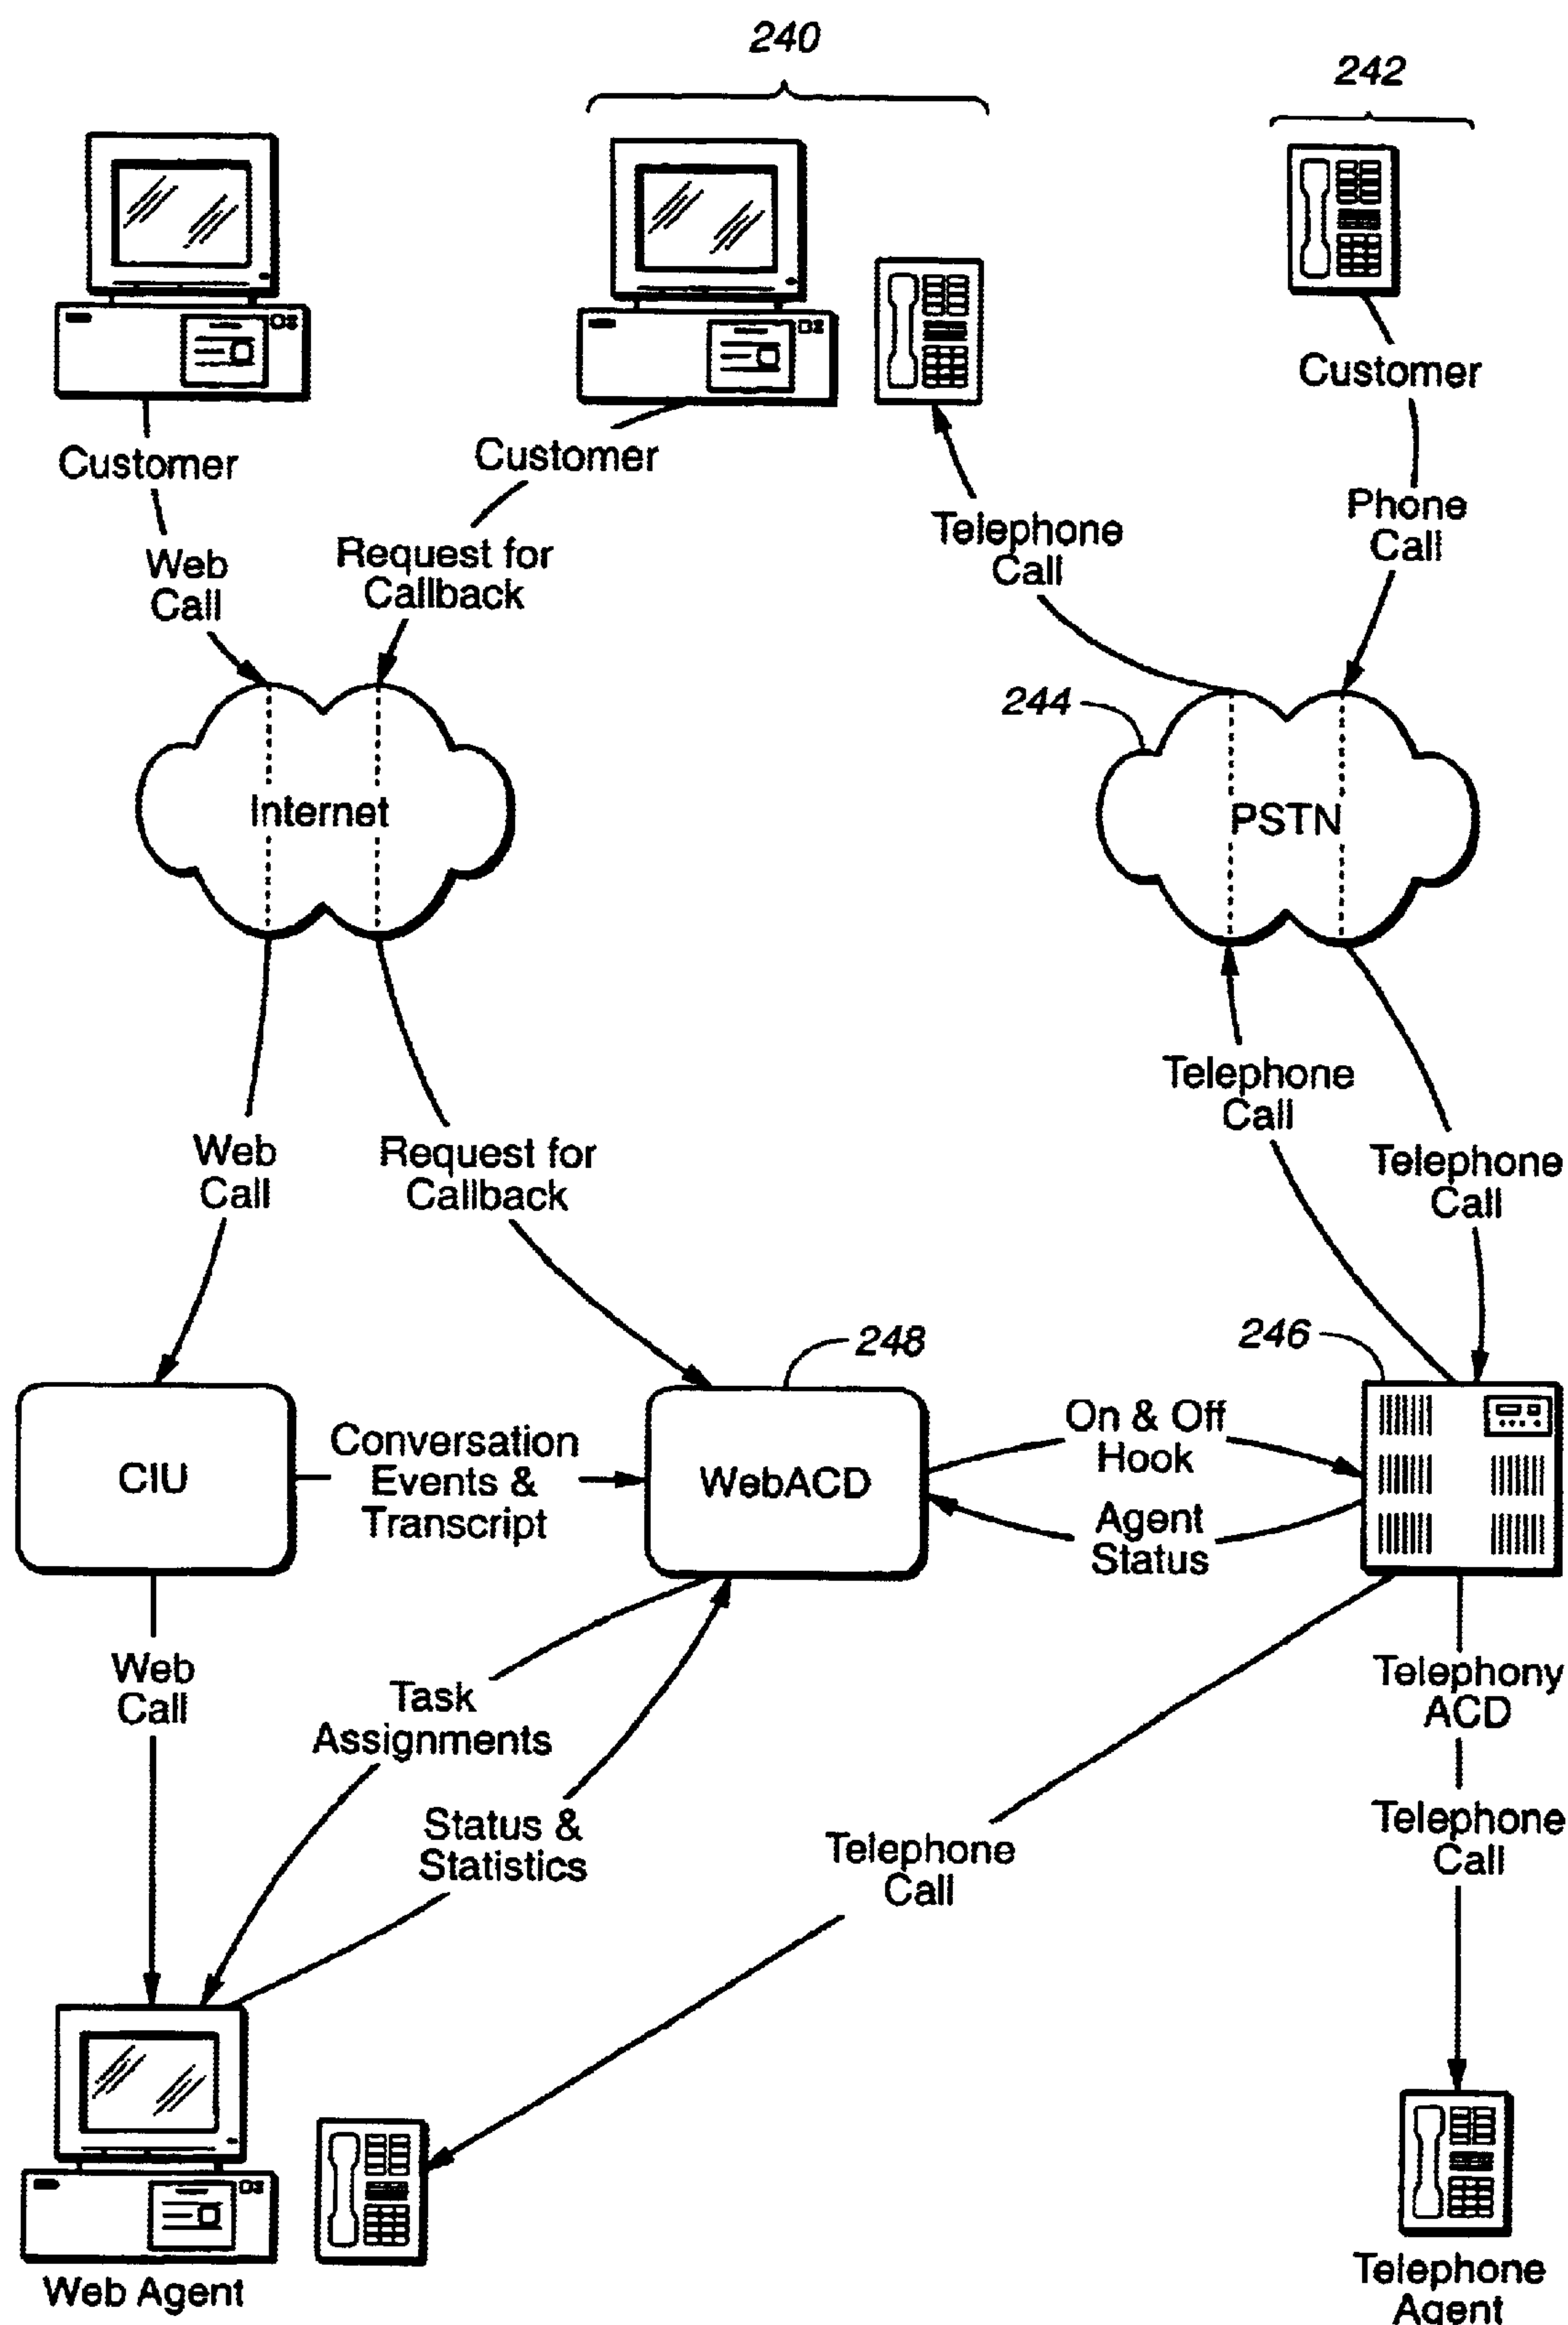 240
242
Customer
Customer
Customer
Web
Call
Request for
Callback
Telephone
Call
Phone
Call
244
Internet
PSTN
Web
Call
Request for
Callback
Telephone
Call
Telephone
Call
248
246
CIU
Conversation
Events &
Transcript
WebACD
On & Off
Hook
Agent
Status
Web
Call
Task
Assignments
Status &
Statistics
Telephone
Call
Telephony
ACD
Telephone
Call
Web Agent
Telephone
Agent